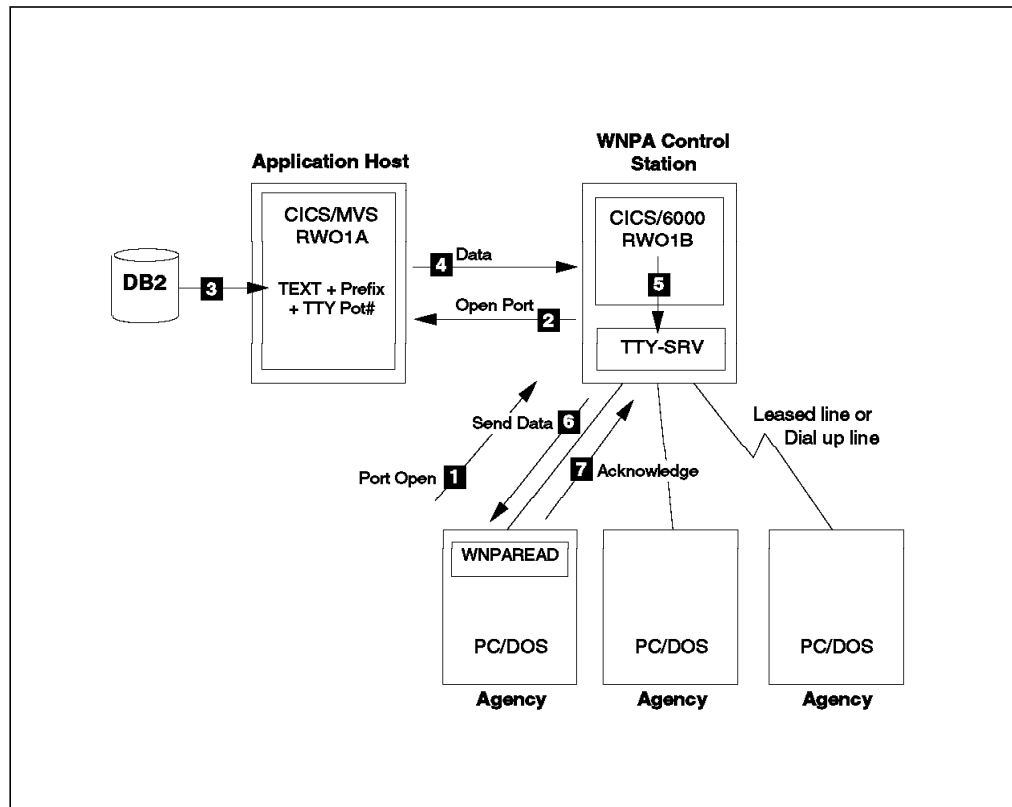 WNPA Control
Station
Application Host
CICS/MVS
RWO1A
TEXT + Prefix
+ TTY Pot#
DB2
3
4 Data
Open Port
2
CICS/6000
RWO1B
5
TTY-SRV
Send Data 6
Port Open 1
7 Acknowledge
Leased line or
Dial up line
WNPAREAD
PC/DOS
Agency
PC/DOS
Agency
PC/DOS
Agency